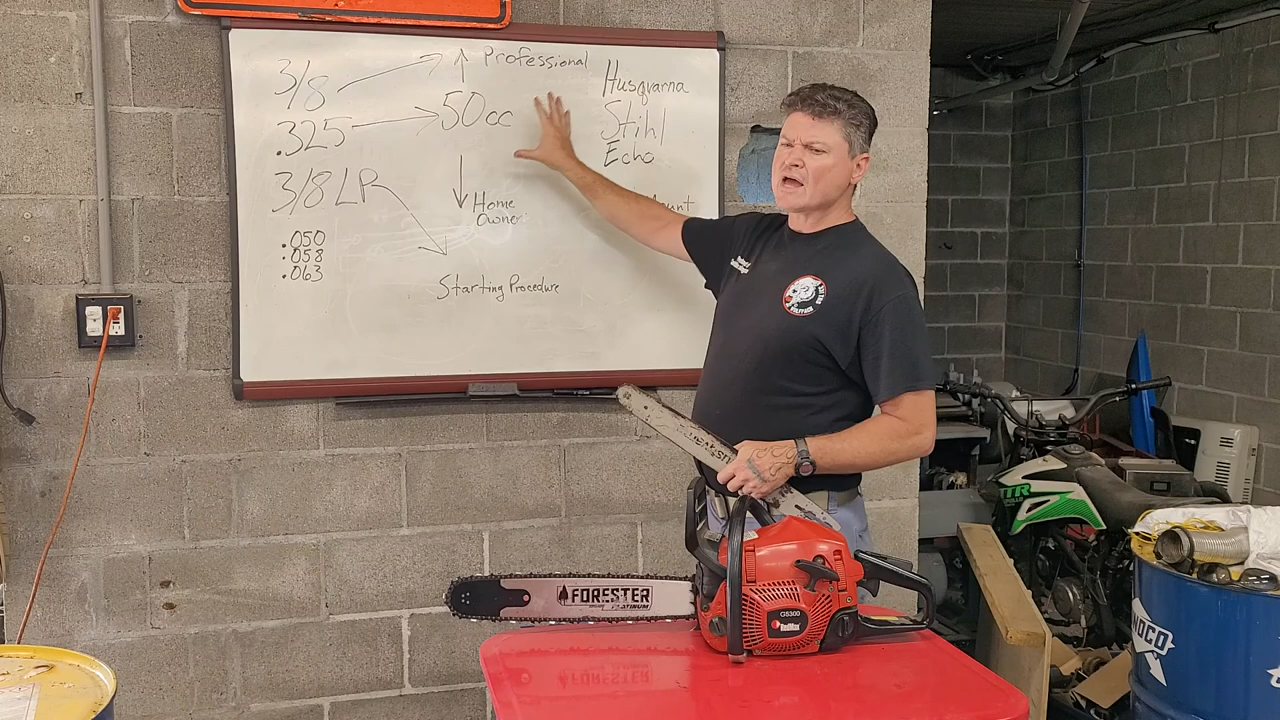 3/8
Professional
.325
50cc
3/8 LP
Home
Owner
.050
.058
.063
Starting Procedure
Husqvarna
Stihl
Echo
FORESTER
PLATINUM
GS300
RedMax